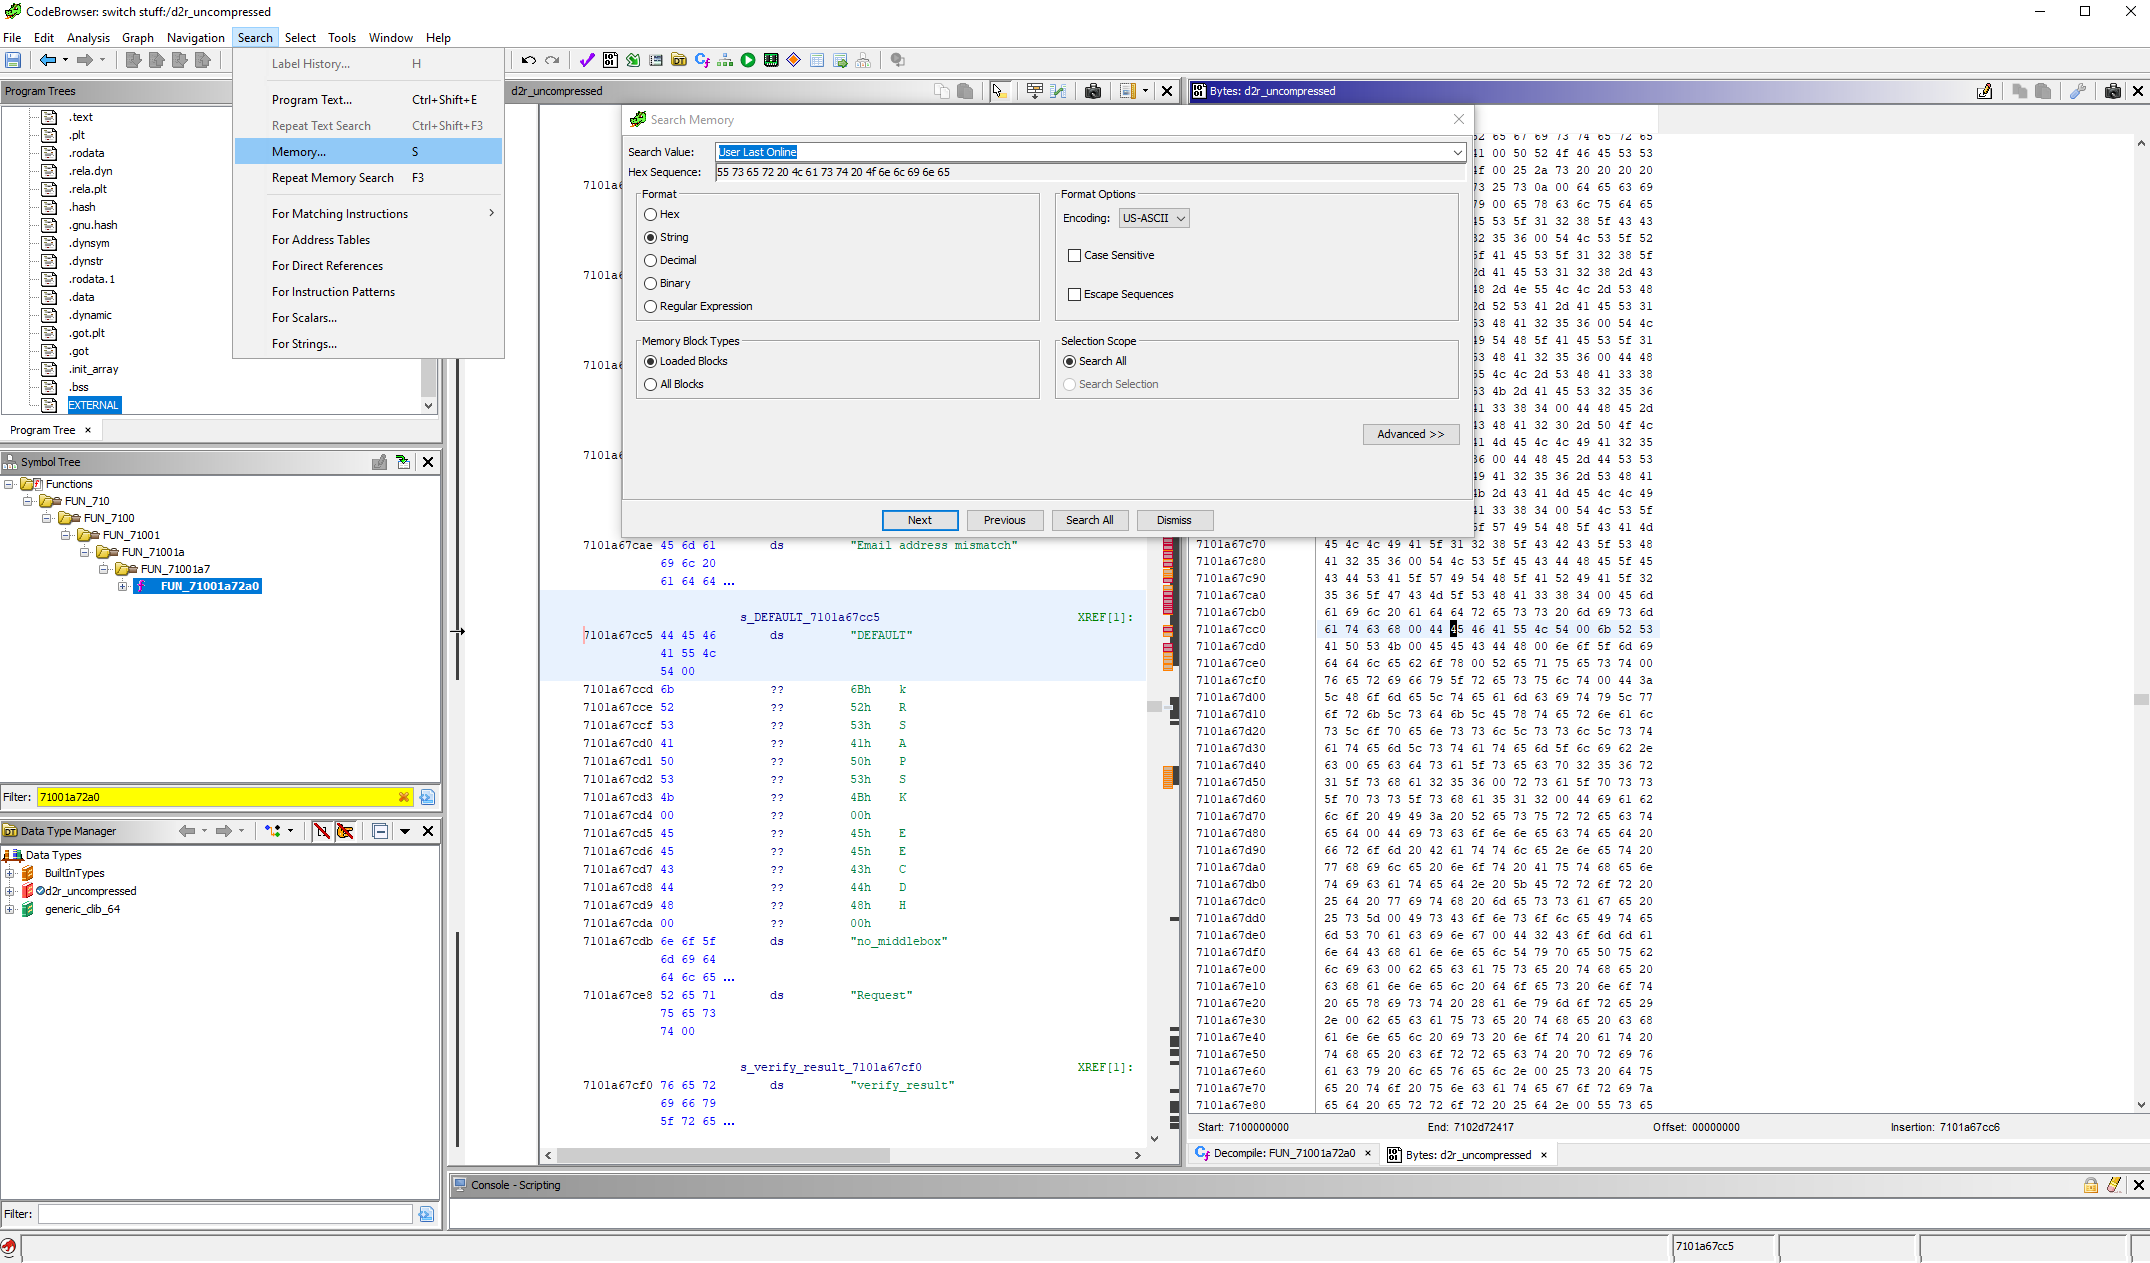 CodeBrowser: switch stuff:/d2r_uncompressed
File Edit Analysis Graph Navigation Search Select Tools Window Help
Label History... H
Program Text... Ctrl+Shift+E
Repeat Text Search Ctrl+Shift+F3
Memory... S
Repeat Memory Search F3
For Matching Instructions
For Address Tables
For Direct References
For Instruction Patterns
For Scalars...
For Strings...
Program Trees
.text
.plt
.rodata
.rela.dyn
.rela.plt
.hash
.gnu.hash
.dynsym
.dynstr
.rodata.1
.data
.dynamic
.got.plt
.got
.init_array
.bss
EXTERNAL
Program Tree ×
Symbol Tree
Functions
FUN_710
FUN_7100
FUN_71001
FUN_71001a
FUN_71001a7
FUN_71001a72a0
Filter: 71001a72a0
Data Type Manager
Data Types
BuiltInTypes
d2r_uncompressed
generic_clib_64
Filter:
d2r_uncompressed
Search Memory
Search Value: User Last Online
Hex Sequence: 55 73 65 72 20 4c 61 73 74 20 4f 6e 6c 69 6e 65
Format
Hex
String
Decimal
Binary
Regular Expression
Format Options
Encoding: US-ASCII
Case Sensitive
Escape Sequences
Memory Block Types
Loaded Blocks
All Blocks
Selection Scope
Search All
Search Selection
Advanced >>
Next Previous Search All Dismiss
7101a67cae 45 6d 61 ds "Email address mismatch"
69 6c 20
61 64 64 ...
s_DEFAULT_7101a67cc5 XREF[1]:
7101a67cc5 44 45 46 ds "DEFAULT"
41 55 4c
54 00
7101a67ccd 6b ?? 6Bh k
7101a67cce 52 ?? 52h R
7101a67ccf 53 ?? 53h S
7101a67cd0 41 ?? 41h A
7101a67cd1 50 ?? 50h P
7101a67cd2 53 ?? 53h S
7101a67cd3 4b ?? 4Bh K
7101a67cd4 00 ?? 00h
7101a67cd5 45 ?? 45h E
7101a67cd6 45 ?? 45h E
7101a67cd7 43 ?? 43h C
7101a67cd8 44 ?? 44h D
7101a67cd9 48 ?? 48h H
7101a67cda 00 ?? 00h
7101a67cdb 6e 6f 5f ds "no_middlebox"
6d 69 64
64 6c 65 ...
7101a67ce8 52 65 71 ds "Request"
75 65 73
74 00
s_verify_result_7101a67cf0 XREF[1]:
7101a67cf0 76 65 72 ds "verify_result"
69 66 79
5f 72 65 ...
Bytes: d2r_uncompressed
7101a67c70 45 4c 4c 49 41 5f 31 32 38 5f 43 42 43 5f 53 48
7101a67c80 41 32 35 36 00 54 4c 53 5f 45 43 44 48 45 5f 45
7101a67c90 43 44 53 41 5f 57 49 54 48 5f 41 52 49 41 5f 32
7101a67ca0 35 36 5f 47 43 4d 5f 53 48 41 33 38 34 00 45 6d
7101a67cb0 61 69 6c 20 61 64 64 72 65 73 73 20 6d 69 73 6d
7101a67cc0 61 74 63 68 00 44 45 46 41 55 4c 54 00 6b 52 53
7101a67cd0 41 50 53 4b 00 45 45 43 44 48 00 6e 6f 5f 6d 69
7101a67ce0 64 64 6c 65 62 6f 78 00 52 65 71 75 65 73 74 00
7101a67cf0 76 65 72 69 66 79 5f 72 65 73 75 6c 74 00 44 3a
7101a67d00 5c 48 6f 6d 65 5c 74 65 61 6d 63 69 74 79 5c 77
7101a67d10 6f 72 6b 5c 73 64 6b 5c 45 78 74 65 72 6e 61 6c
7101a67d20 73 5c 6f 70 65 6e 73 73 6c 5c 73 73 6c 5c 73 74
7101a67d30 61 74 65 6d 5c 73 74 61 74 65 6d 5f 6c 69 62 2e
7101a67d40 63 00 65 63 64 73 61 5f 73 65 63 70 32 35 36 72
7101a67d50 31 5f 73 68 61 32 35 36 00 72 73 61 5f 70 73 73
7101a67d60 5f 70 73 73 5f 73 68 61 35 31 32 00 44 69 61 62
7101a67d70 6c 6f 20 49 49 3a 20 52 65 73 75 72 72 65 63 74
7101a67d80 65 64 00 44 69 73 63 6f 6e 6e 65 63 74 65 64 20
7101a67d90 66 72 6f 6d 20 42 61 74 74 6c 65 2e 6e 65 74 20
7101a67da0 77 68 69 6c 65 20 6e 6f 74 20 41 75 74 68 65 6e
7101a67db0 74 69 63 61 74 65 64 2e 20 5b 45 72 72 6f 72 20
7101a67dc0 25 64 20 77 69 74 68 20 6d 65 73 73 61 67 65 20
7101a67dd0 25 73 5d 00 49 73 43 6f 6e 73 6f 6c 65 49 74 65
7101a67de0 6d 53 70 61 63 69 6e 67 00 44 32 43 6f 6d 6d 61
7101a67df0 6e 64 43 68 61 6e 6e 65 6c 54 79 70 65 50 75 62
7101a67e00 6c 69 63 00 62 65 63 61 75 73 65 20 74 68 65 20
7101a67e10 63 68 61 6e 6e 65 6c 20 64 6f 65 73 20 6e 6f 74
7101a67e20 20 65 78 69 73 74 20 28 61 6e 79 6d 6f 72 65 29
7101a67e30 2e 00 62 65 63 61 75 73 65 20 74 68 65 20 63 68
7101a67e40 61 6e 6e 65 6c 20 69 73 20 6e 6f 74 20 61 74 20
7101a67e50 74 68 65 20 63 6f 72 72 65 63 74 20 70 72 69 76
7101a67e60 61 63 79 20 6c 65 76 65 6c 2e 00 25 73 20 64 75
7101a67e70 65 20 74 6f 20 75 6e 63 61 74 65 67 6f 72 69 7a
7101a67e80 65 64 20 65 72 72 6f 72 20 25 64 2e 00 55 73 65
Start: 7100000000 End: 7102d72417 Offset: 00000000 Insertion: 7101a67cc6
Decompile: FUN_71001a72a0 × Bytes: d2r_uncompressed ×
Console - Scripting
7101a67cc5